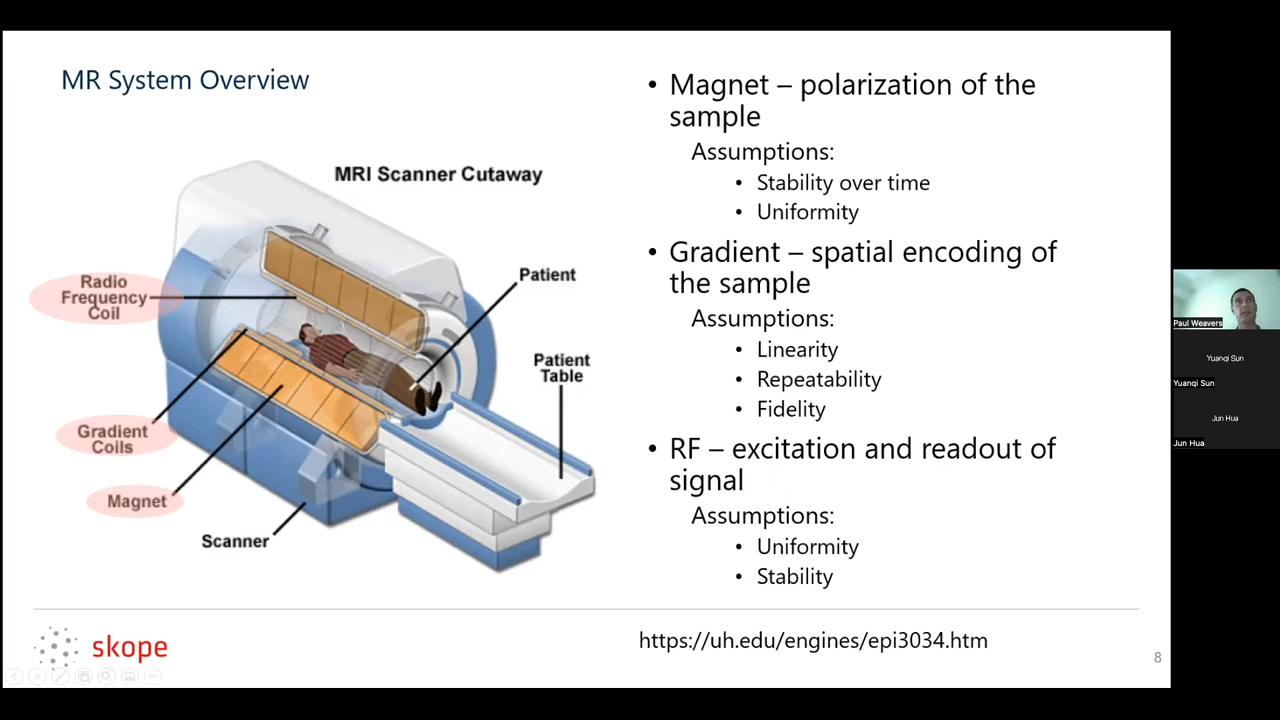 MR System Overview
MRI Scanner Cutaway
Radio
Frequency
Coil
Patient
Patient
Table
Gradient
Coils
Magnet
Scanner
• Magnet – polarization of the
sample
Assumptions:
• Stability over time
• Uniformity
• Gradient – spatial encoding of
the sample
Assumptions:
• Linearity
• Repeatability
• Fidelity
• RF – excitation and readout of
signal
Assumptions:
• Uniformity
• Stability
skope
https://uh.edu/engines/epi3034.htm
8
Paul Weavers
Yuanqi Sun
Yuanqi Sun
Jun Hua
Jun Hua